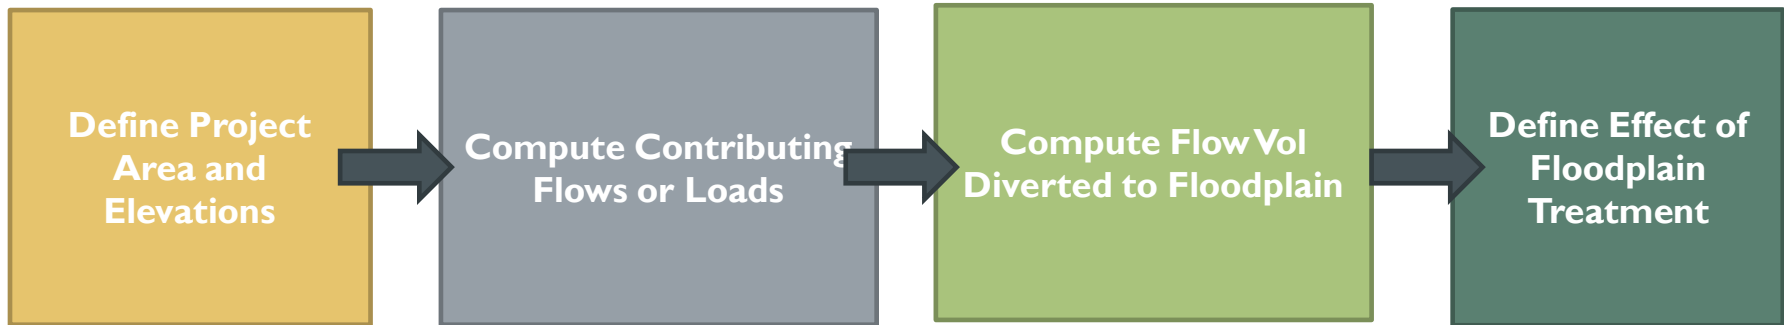 Define Project
Area and
Elevations
Compute Contributing
Flows or Loads
Compute Flow Vol
Diverted to Floodplain
Define Effect of
Floodplain
Treatment